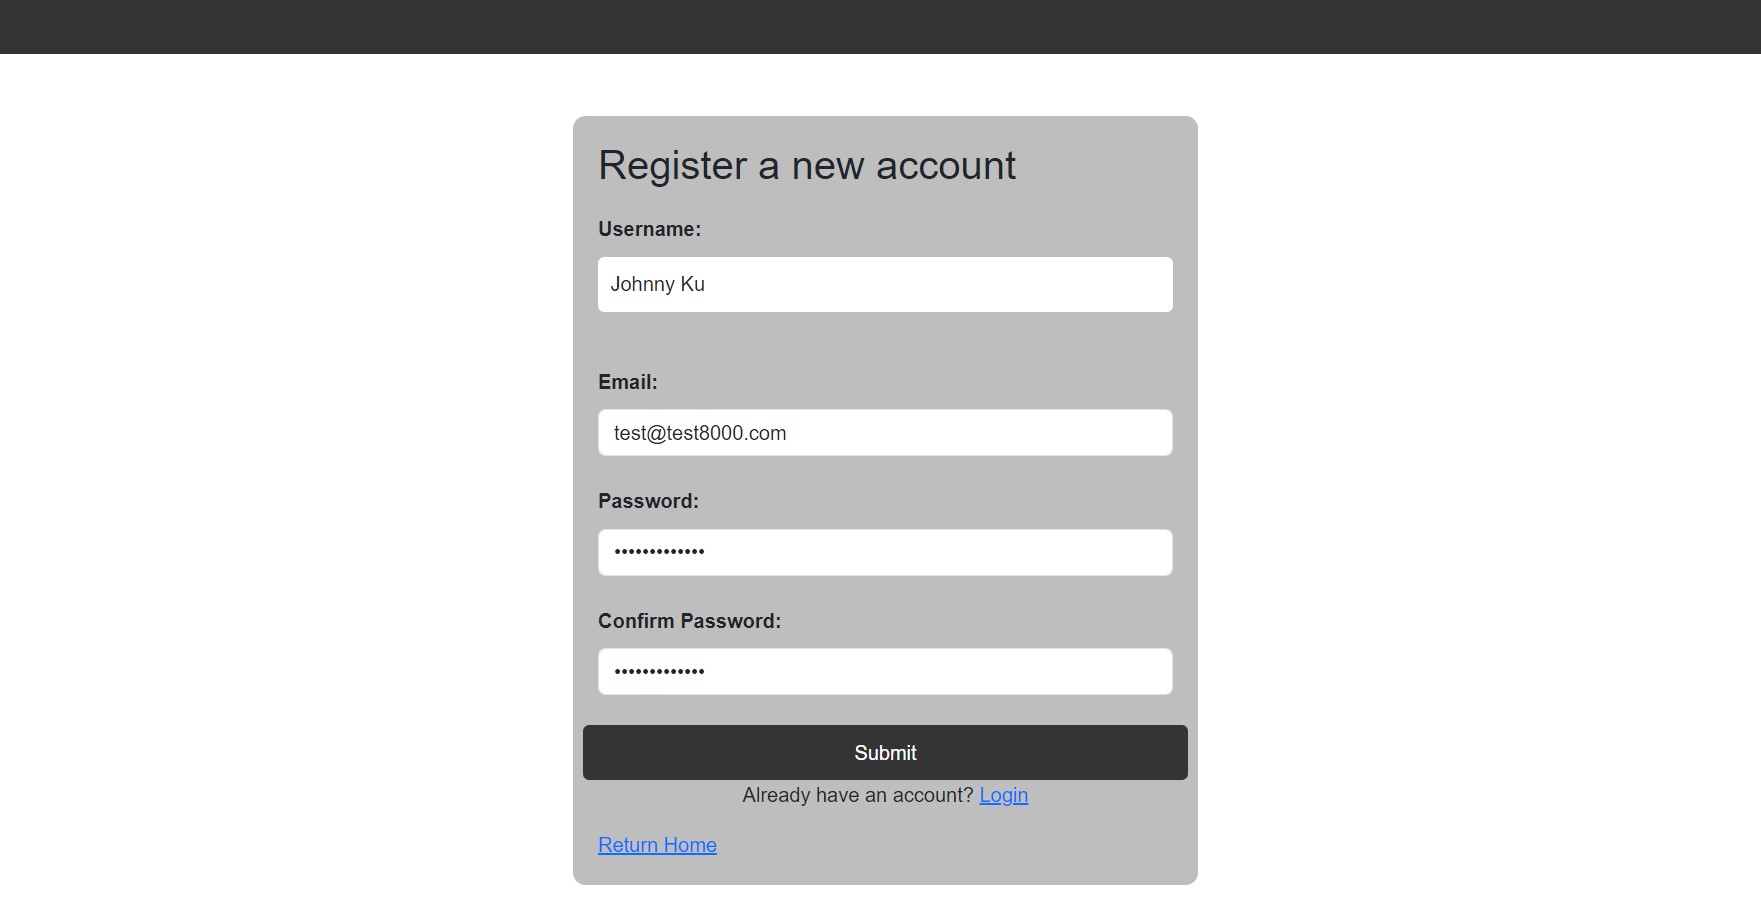 Register a new account
Username:
Johnny Ku
Email:
test@test8000.com
Password:
•••••••••••••
Confirm Password:
•••••••••••••
Submit
Already have an account? Login
Return Home